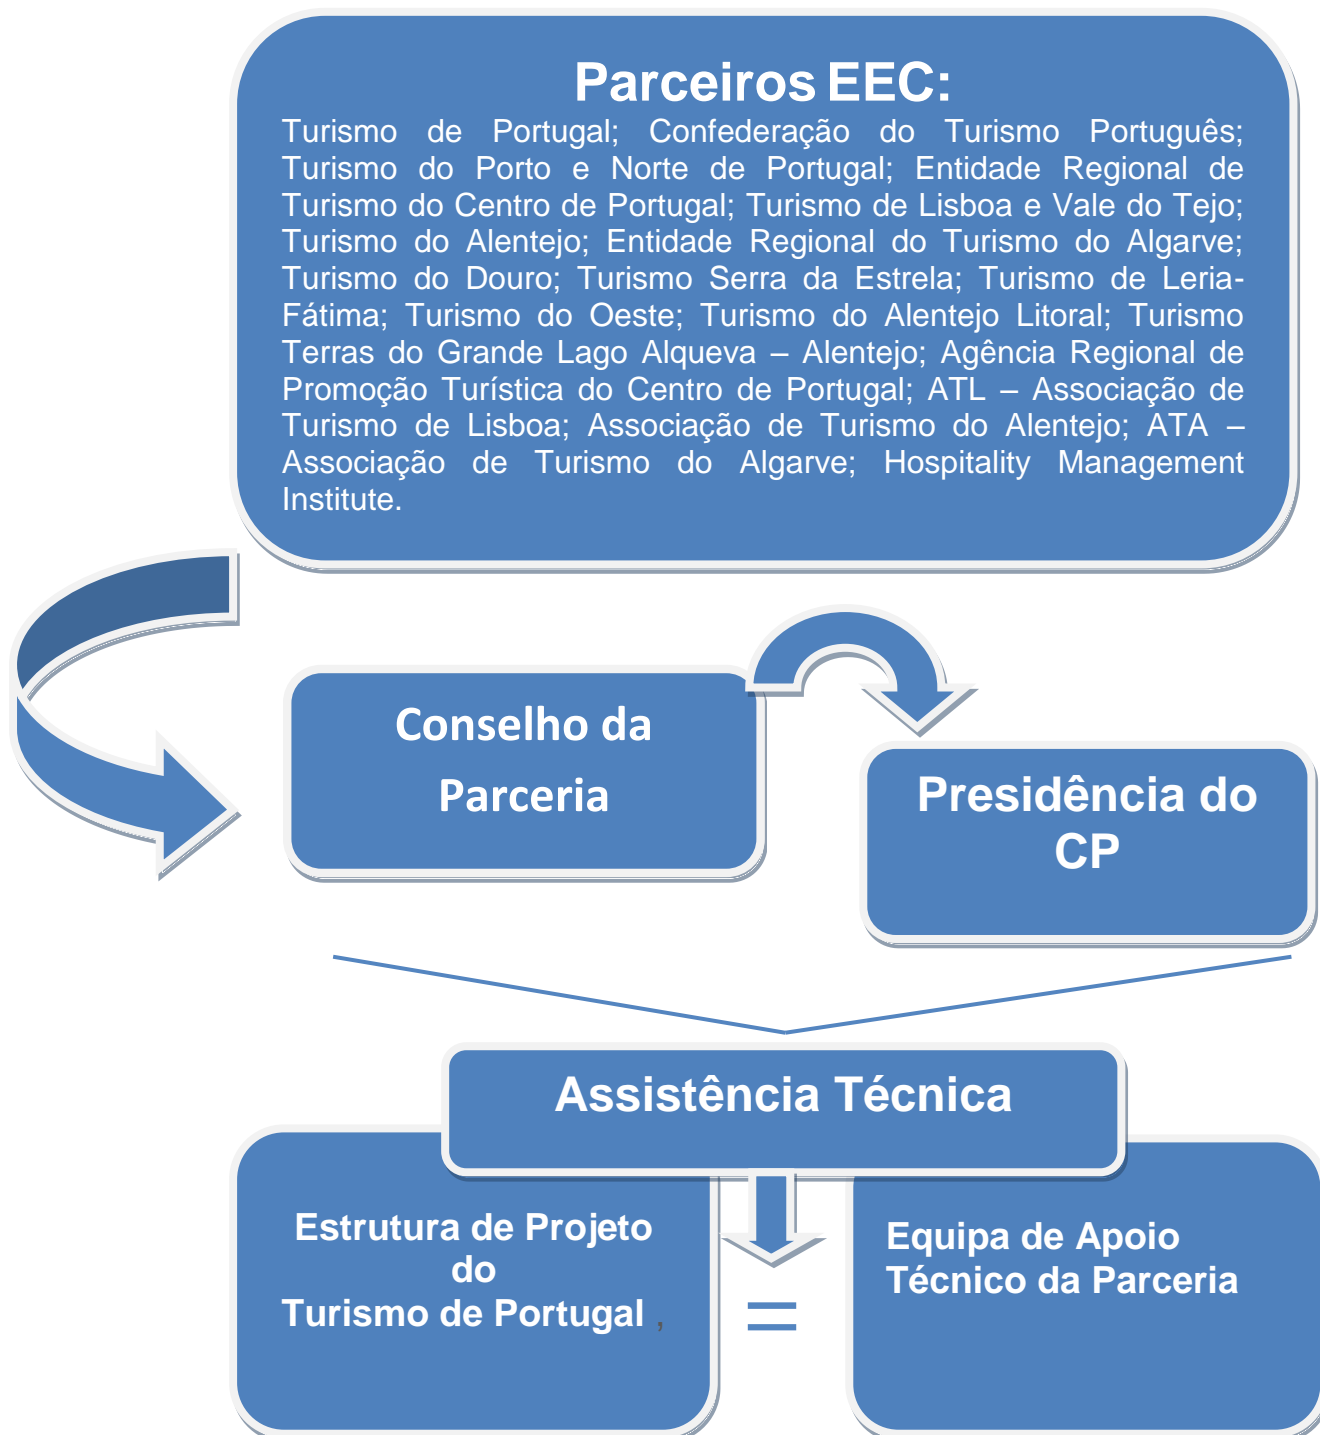 Parceiros EEC:
Turismo de Portugal; Confederação do Turismo Português;
Turismo do Porto e Norte de Portugal; Entidade Regional de
Turismo do Centro de Portugal; Turismo de Lisboa e Vale do Tejo;
Turismo do Alentejo; Entidade Regional do Turismo do Algarve;
Turismo do Douro; Turismo Serra da Estrela; Turismo de Leria-
Fátima; Turismo do Oeste; Turismo do Alentejo Litoral; Turismo
Terras do Grande Lago Alqueva – Alentejo; Agência Regional de
Promoção Turística do Centro de Portugal; ATL – Associação de
Turismo de Lisboa; Associação de Turismo do Alentejo; ATA –
Associação de Turismo do Algarve; Hospitality Management
Institute.
Conselho da
Parceria
Presidência do
CP
Assistência Técnica
Estrutura de Projeto
do
Turismo de Portugal ,
=
Equipa de Apoio
Técnico da Parceria